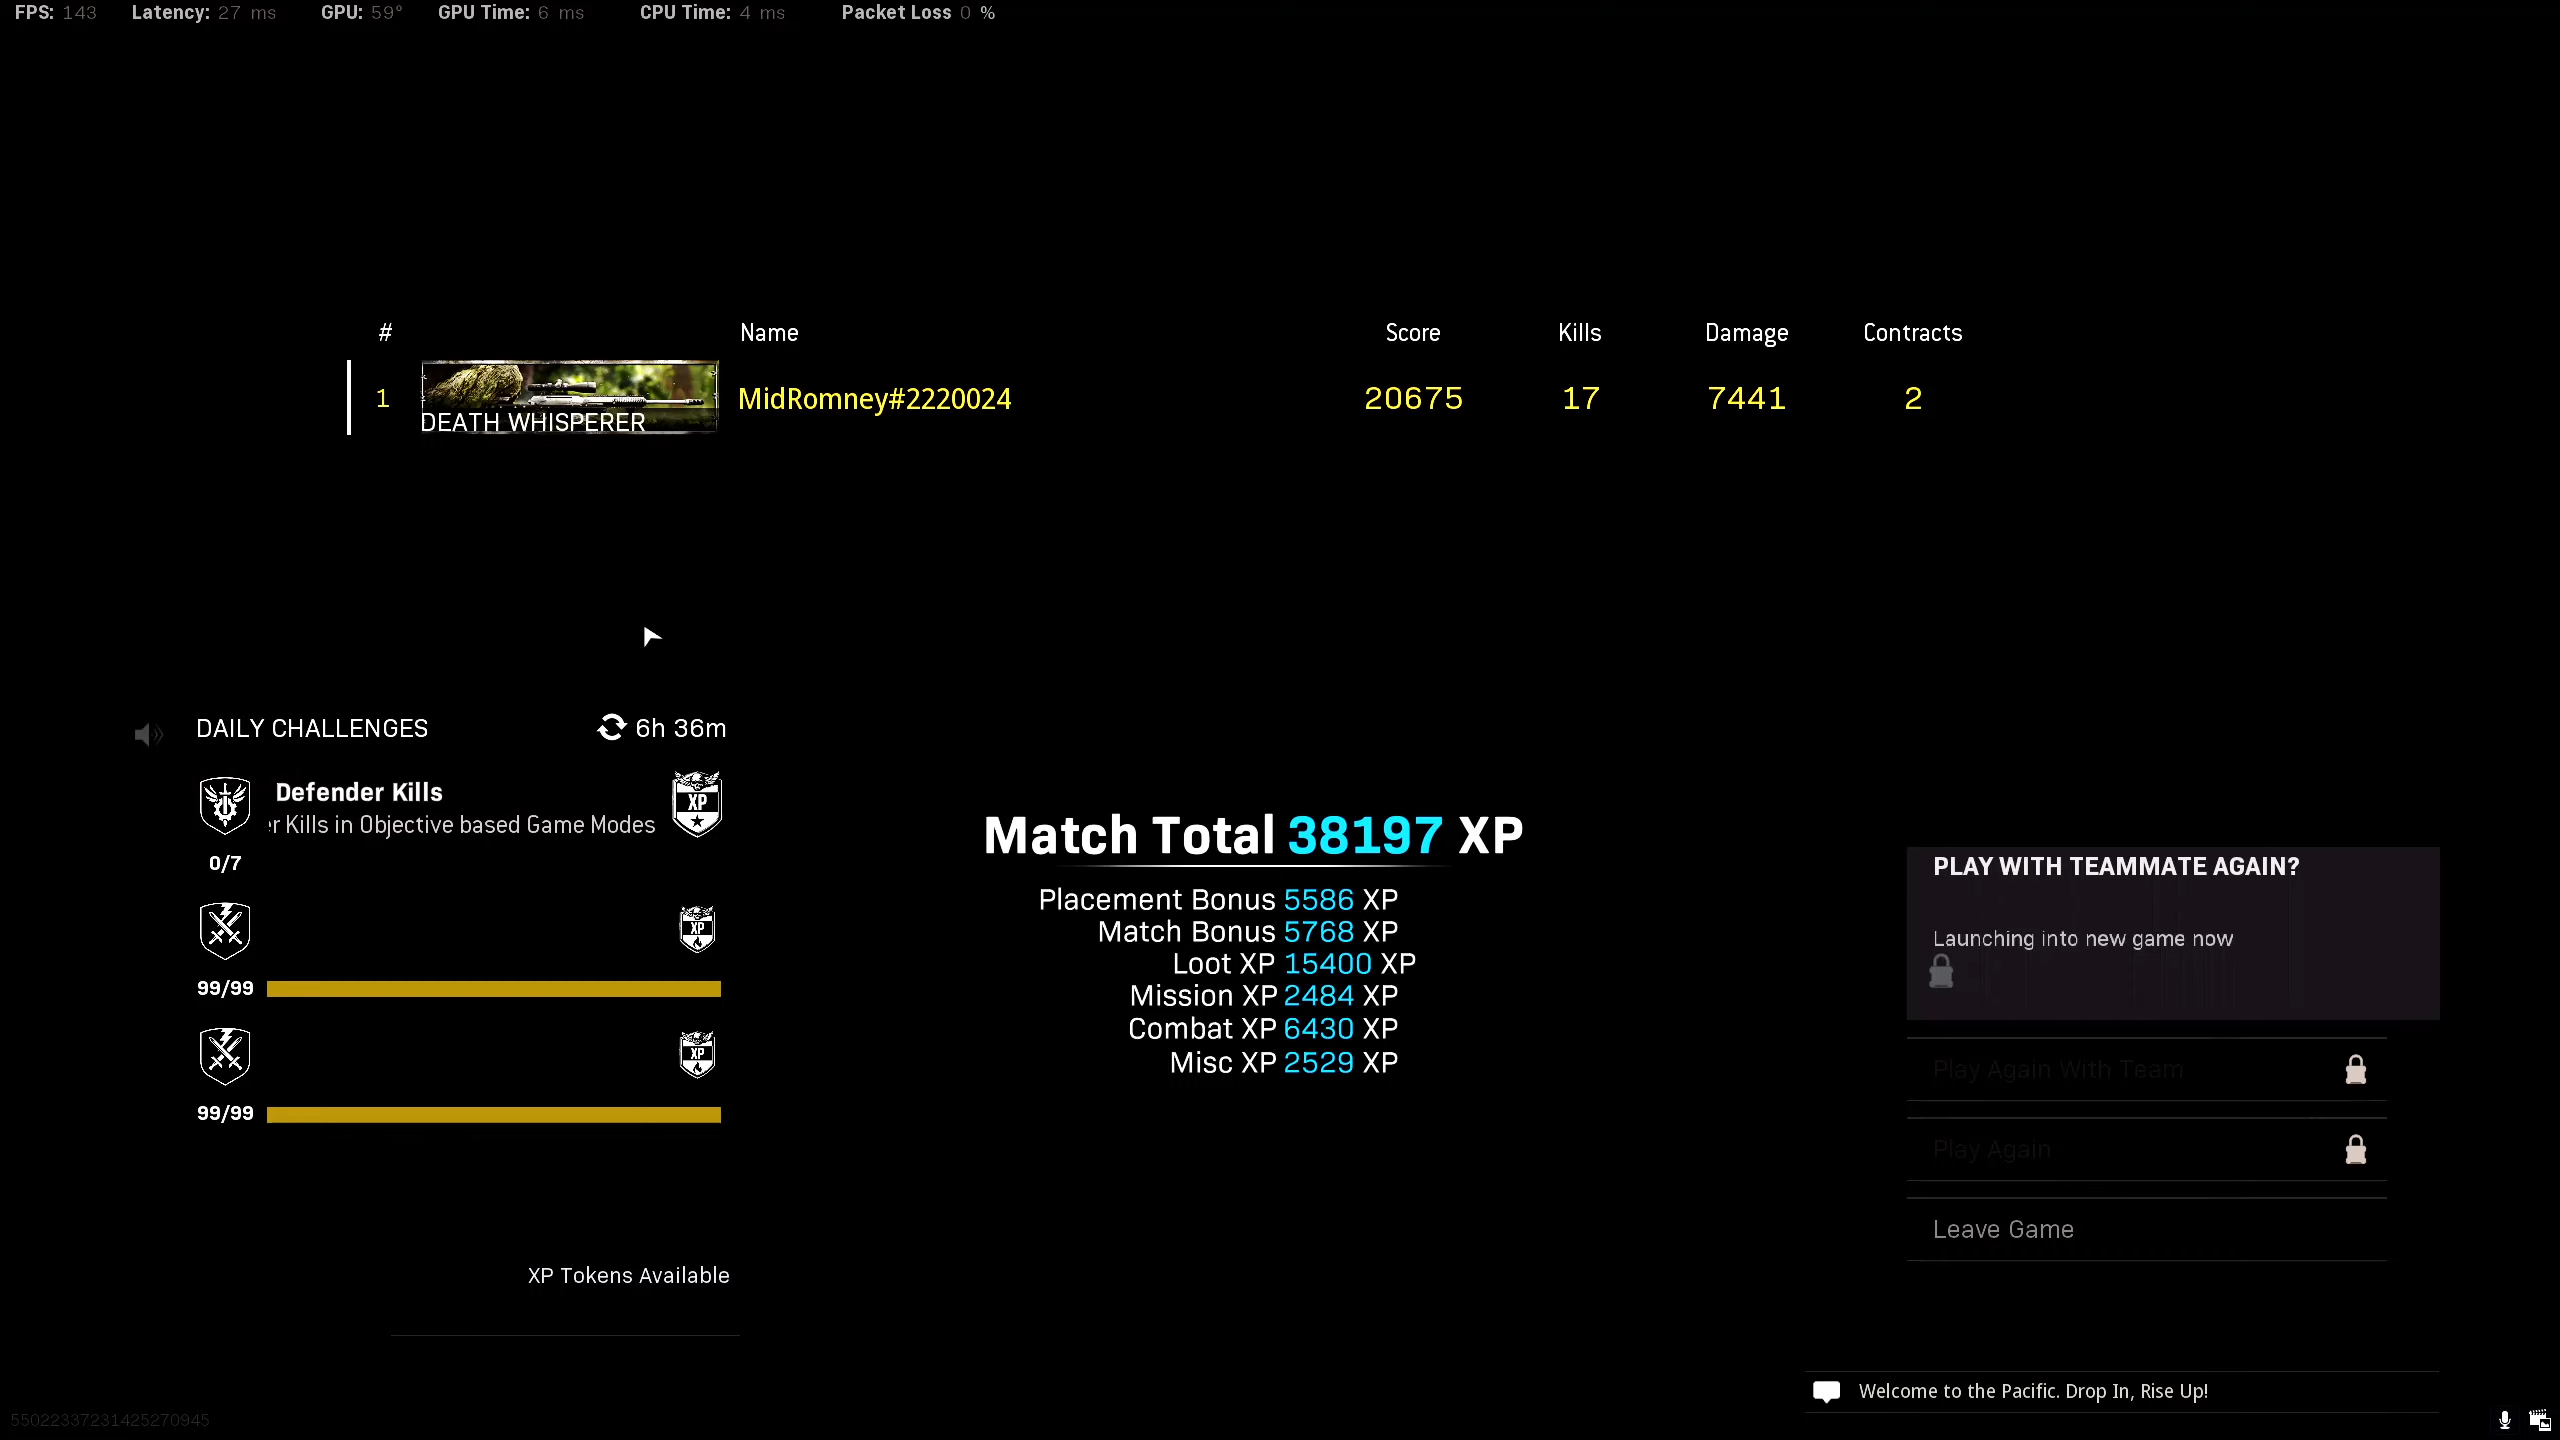 FPS: 143 Latency: 27 ms GPU: 59° GPU Time: 6 ms CPU Time: 4 ms Packet Loss 0 %
# Name Score Kills Damage Contracts
1 DEATH WHISPERER MidRomney#2220024 20675 17 7441 2
DAILY CHALLENGES 6h 36m
Defender Kills
r Kills in Objective based Game Modes
XP
0/7
XP
99/99
XP
99/99
XP Tokens Available
Match Total 38197 XP
Placement Bonus 5586 XP
Match Bonus 5768 XP
Loot XP 15400 XP
Mission XP 2484 XP
Combat XP 6430 XP
Misc XP 2529 XP
PLAY WITH TEAMMATE AGAIN?
Launching into new game now
Play Again With Team
Play Again
Leave Game
Welcome to the Pacific. Drop In, Rise Up!
55022337231425270945